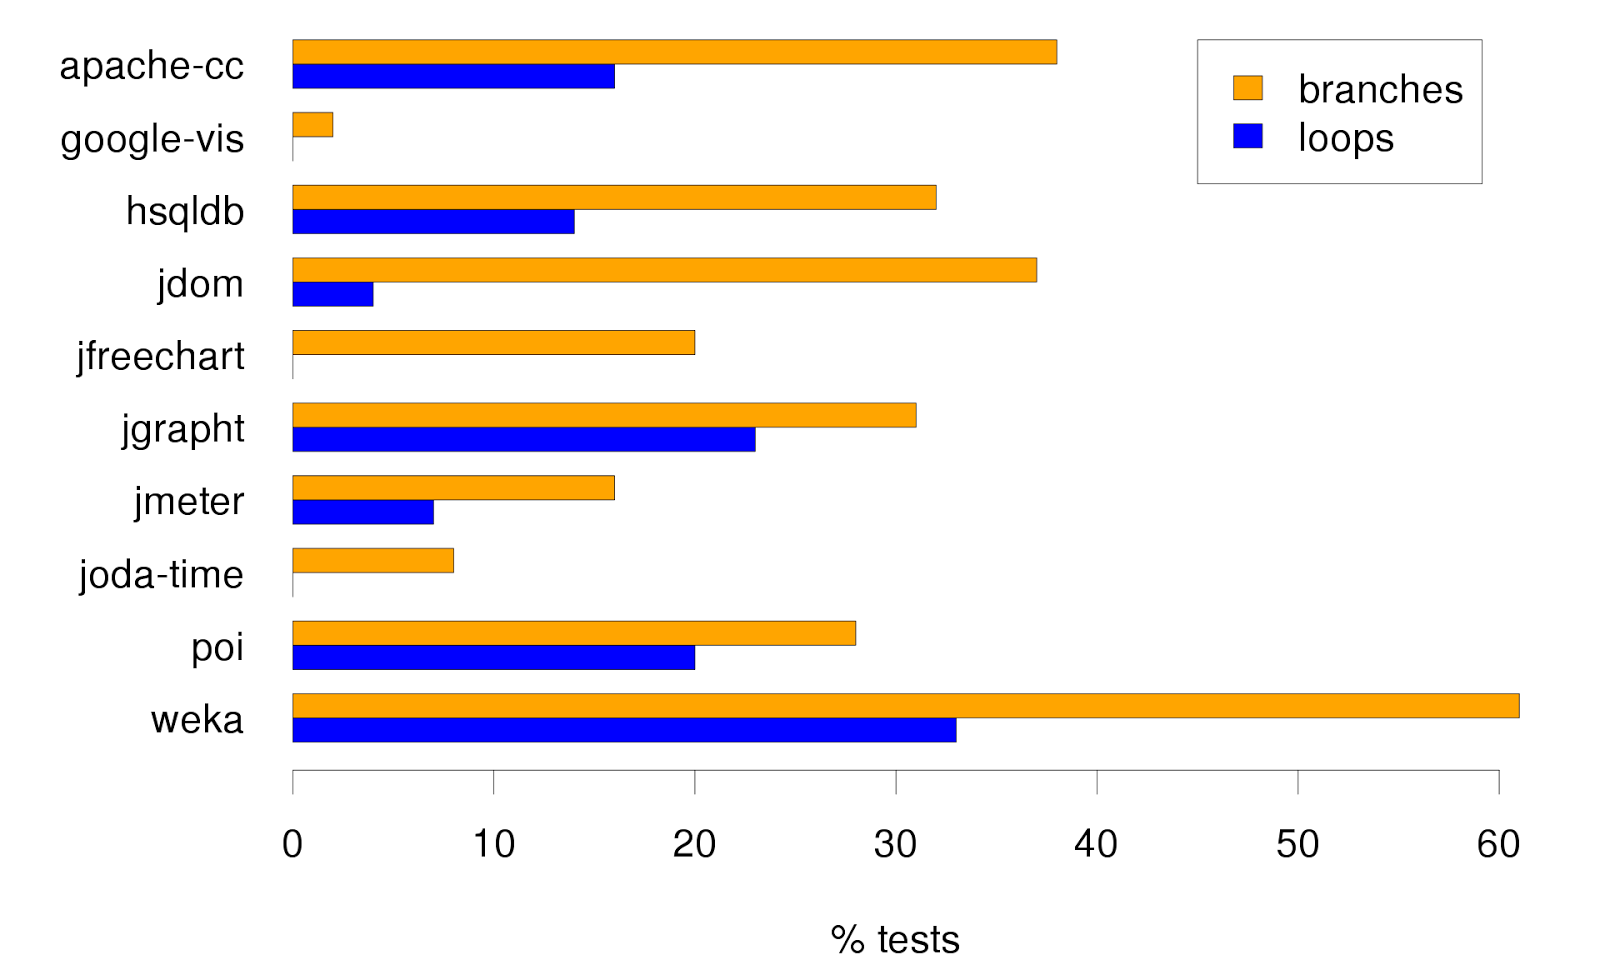 apache-cc
google-vis
hsqldb
jdom
jfreechart
jgrapht
jmeter
joda-time
poi
weka
branches
loops
0 10 20 30 40 50 60
% tests